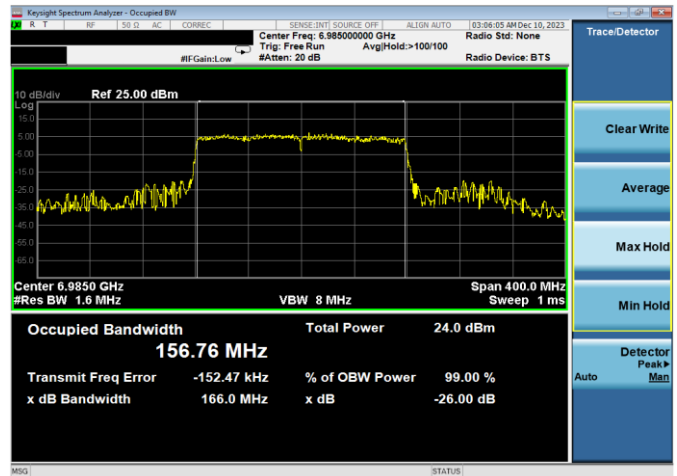 Keysight Spectrum Analyzer - Occupied BW
R T RF 50 Ω AC CORREC SENSE:INT SOURCE OFF ALIGN AUTO 03:06:05 AM Dec 10, 2023
Center Freq: 6.985000000 GHz Radio Std: None
Trig: Free Run Avg|Hold:>100/100
#IFGain:Low #Atten: 20 dB Radio Device: BTS
10 dB/div Ref 25.00 dBm
Log
15.0
5.00
-5.00
-15.0
-25.0
-35.0
-45.0
-55.0
-65.0
Center 6.9850 GHz Span 400.0 MHz
#Res BW 1.6 MHz VBW 8 MHz Sweep 1 ms
Occupied Bandwidth Total Power 24.0 dBm
156.76 MHz
Transmit Freq Error -152.47 kHz % of OBW Power 99.00 %
x dB Bandwidth 166.0 MHz x dB -26.00 dB
MSG STATUS
Trace/Detector
Clear Write
Average
Max Hold
Min Hold
Detector
Peak▶
Auto Man